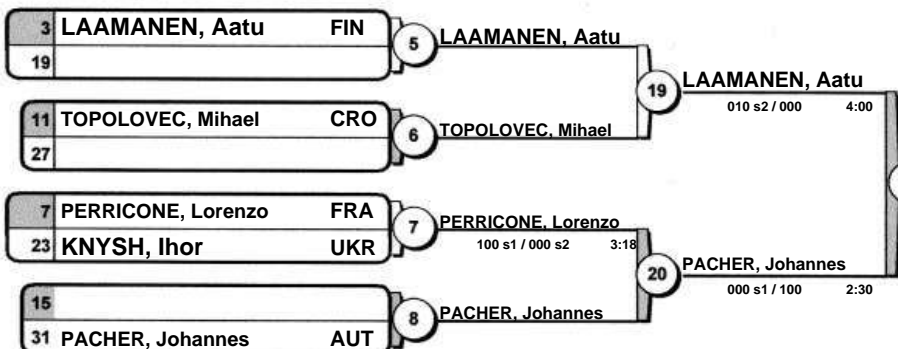 3 LAAMANEN, Aatu FIN
19
5 LAAMANEN, Aatu
11 TOPOLOVEC, Mihael CRO
27
6 TOPOLOVEC, Mihael
19 LAAMANEN, Aatu
010 s2 / 000 4:00
7 PERRICONE, Lorenzo FRA
23 KNYSH, Ihor UKR
7 PERRICONE, Lorenzo
100 s1 / 000 s2 3:18
15
31 PACHER, Johannes AUT
8 PACHER, Johannes
20 PACHER, Johannes
000 s1 / 100 2:30